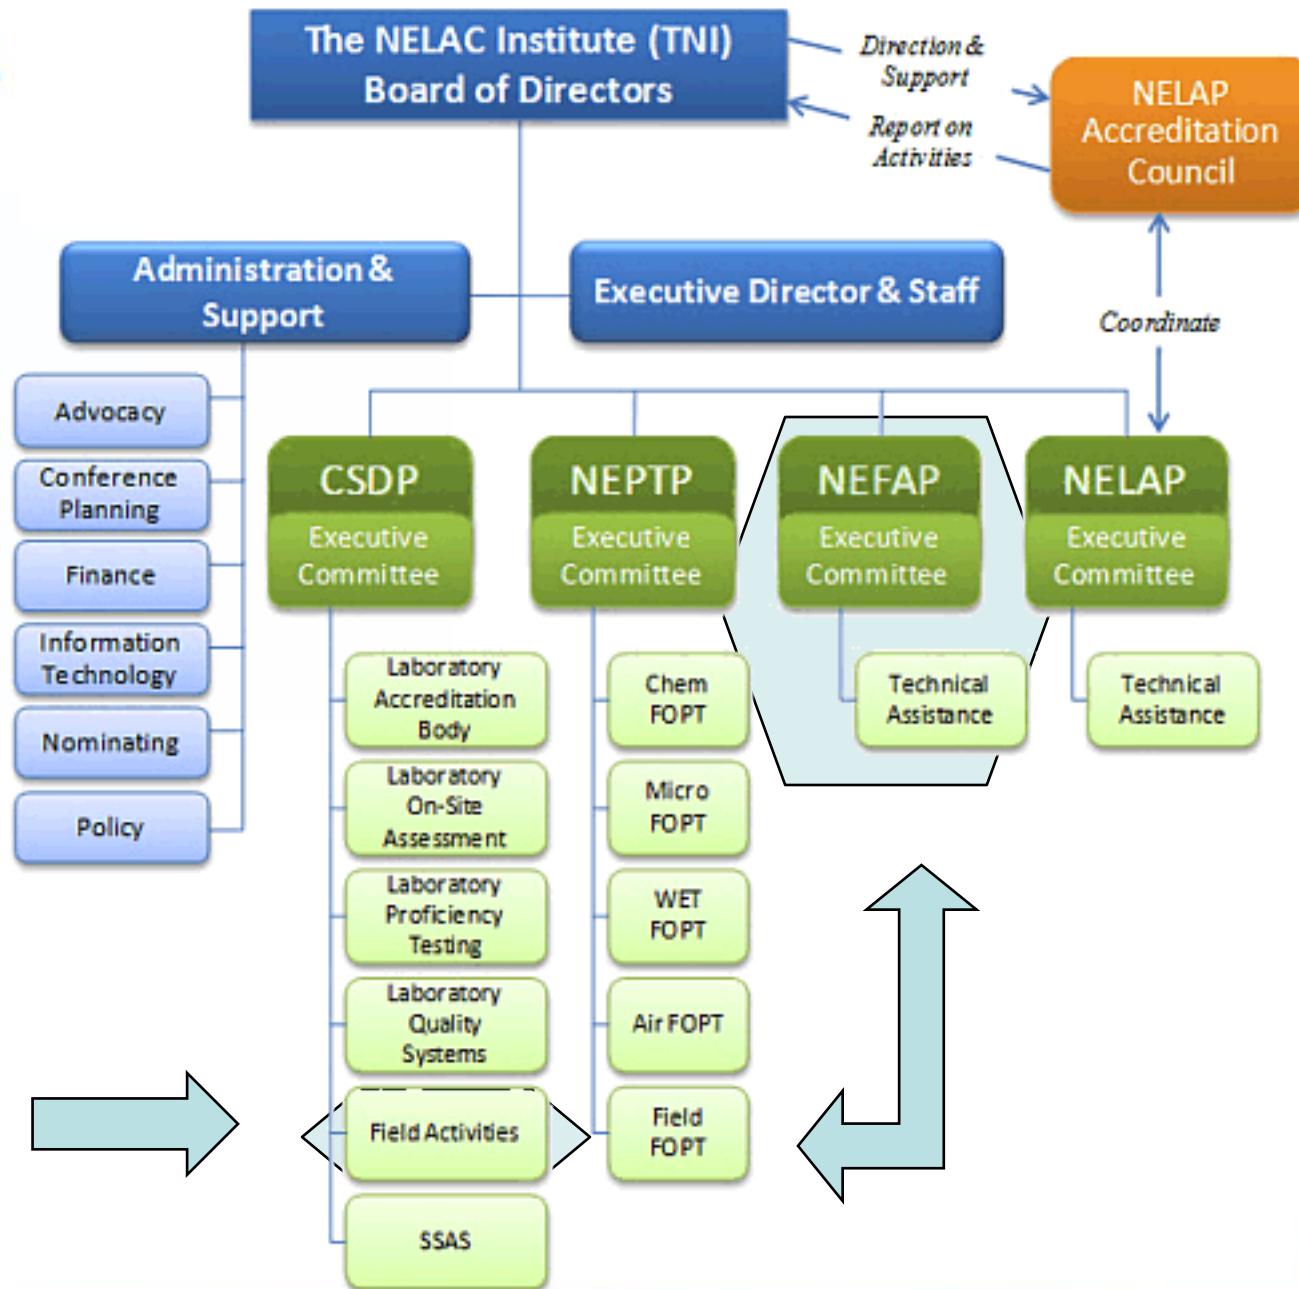 The NELAC Institute (TNI)
Board of Directors
Direction &
Support
Report on
Activities
NELAP
Accreditation
Council
Coordinate
Administration &
Support
Executive Director & Staff
Advocacy
Conference
Planning
Finance
Information
Technology
Nominating
Policy
CSDP
Executive
Committee
Laboratory
Accreditation
Body
Laboratory
On-Site
Assessment
Laboratory
Proficiency
Testing
Laboratory
Quality
Systems
Field Activities
SSAS
NEPTP
Executive
Committee
Chem
FOPT
Micro
FOPT
WET
FOPT
Air FOPT
Field
FOPT
NEFAP
Executive
Committee
Technical
Assistance
NELAP
Executive
Committee
Technical
Assistance